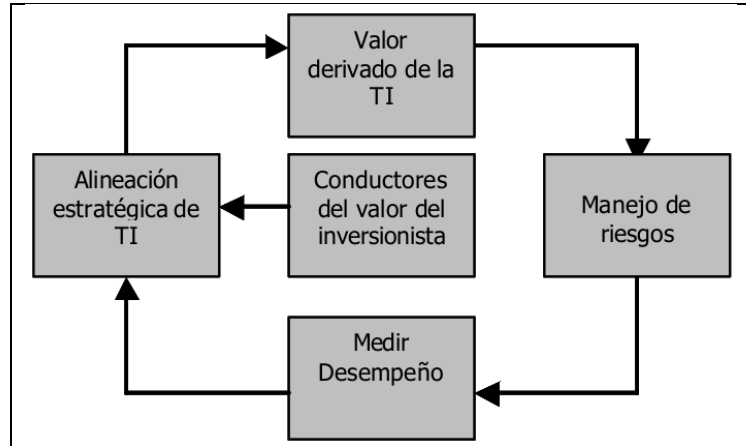 Valor
derivado de la
TI
Alineación
estratégica de
TI
Conductores
del valor del
inversionista
Manejo de
riesgos
Medir
Desempeño